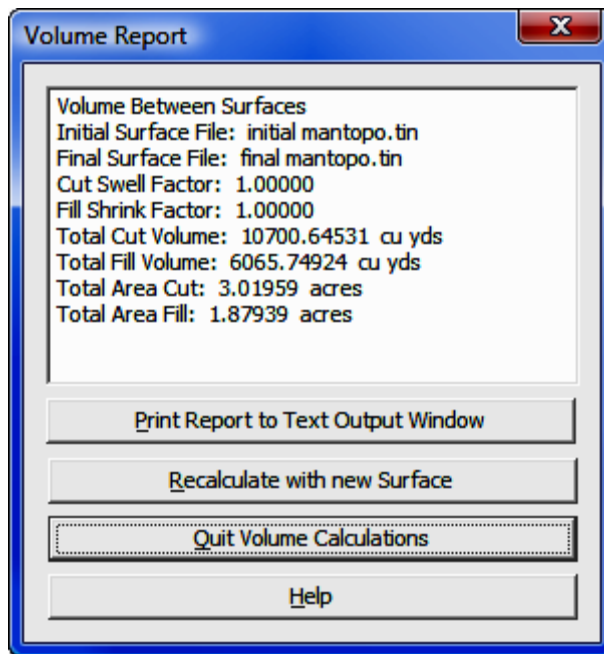 Volume Report
Volume Between Surfaces
Initial Surface File: initial mantopo.tin
Final Surface File: final mantopo.tin
Cut Swell Factor: 1.00000
Fill Shrink Factor: 1.00000
Total Cut Volume: 10700.64531 cu yds
Total Fill Volume: 6065.74924 cu yds
Total Area Cut: 3.01959 acres
Total Area Fill: 1.87939 acres
Print Report to Text Output Window
Recalculate with new Surface
Quit Volume Calculations
Help